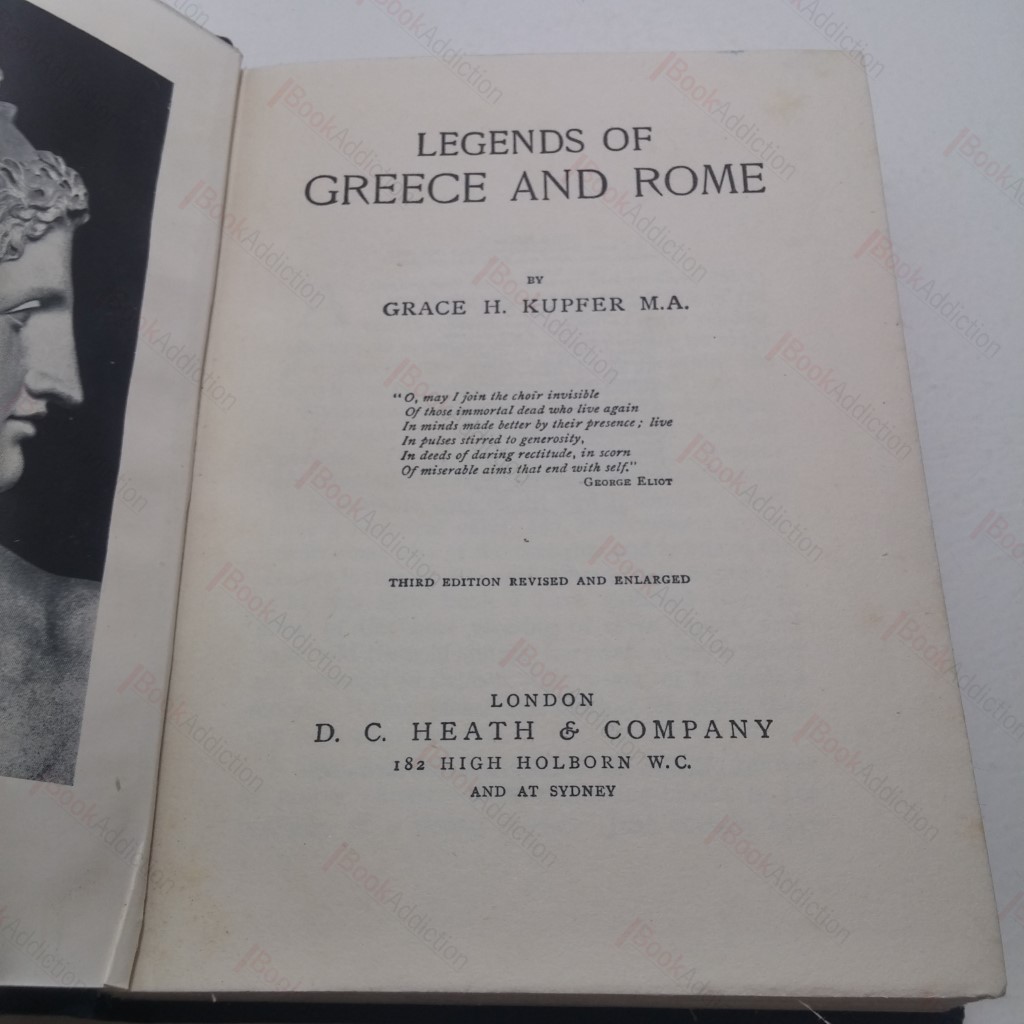 LEGENDS OF
GREECE AND ROME
BY
GRACE H. KUPFER M.A.
"O, may I join the choir invisible
Of those immortal dead who live again
In minds made better by their presence; live
In pulses stirred to generosity,
In deeds of daring rectitude, in scorn
Of miserable aims that end with self."
GEORGE ELIOT
THIRD EDITION REVISED AND ENLARGED
LONDON
D. C. HEATH & COMPANY
182 HIGH HOLBORN W.C.
AND AT SYDNEY
BookAddiction